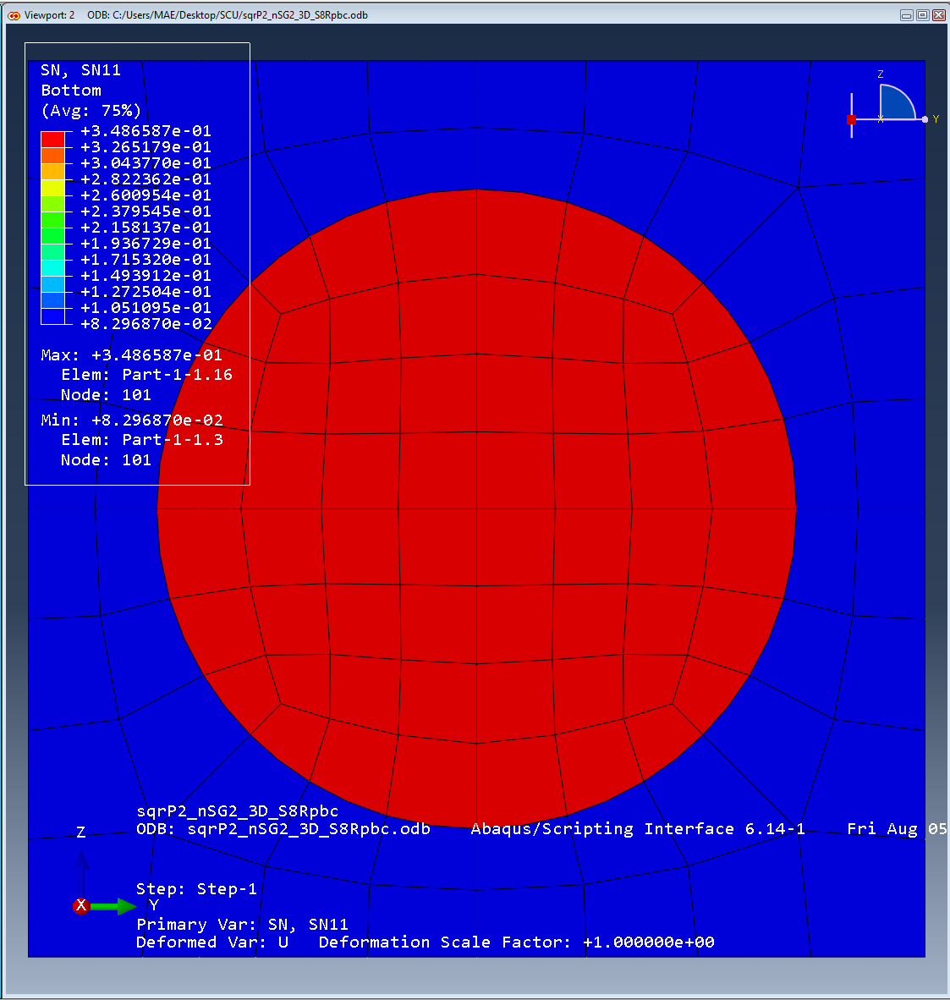 Viewport: 2 ODB: C:/Users/MAE/Desktop/SCU/sqrP2_nSG2_3D_S8Rpbc.odb
SN, SN11
Bottom
(Avg: 75%)
+3.486587e-01
+3.265179e-01
+3.043770e-01
+2.822362e-01
+2.600954e-01
+2.379545e-01
+2.158137e-01
+1.936729e-01
+1.715320e-01
+1.493912e-01
+1.272504e-01
+1.051095e-01
+8.296870e-02
Max: +3.486587e-01
Elem: Part-1-1.16
Node: 101
Min: +8.296870e-02
Elem: Part-1-1.3
Node: 101
Z
X
Y
sqrP2_nSG2_3D_S8Rpbc
ODB: sqrP2_nSG2_3D_S8Rpbc.odb Abaqus/Scripting Interface 6.14-1 Fri Aug 05
Z
X
Y
Step: Step-1
Primary Var: SN, SN11
Deformed Var: U Deformation Scale Factor: +1.000000e+00